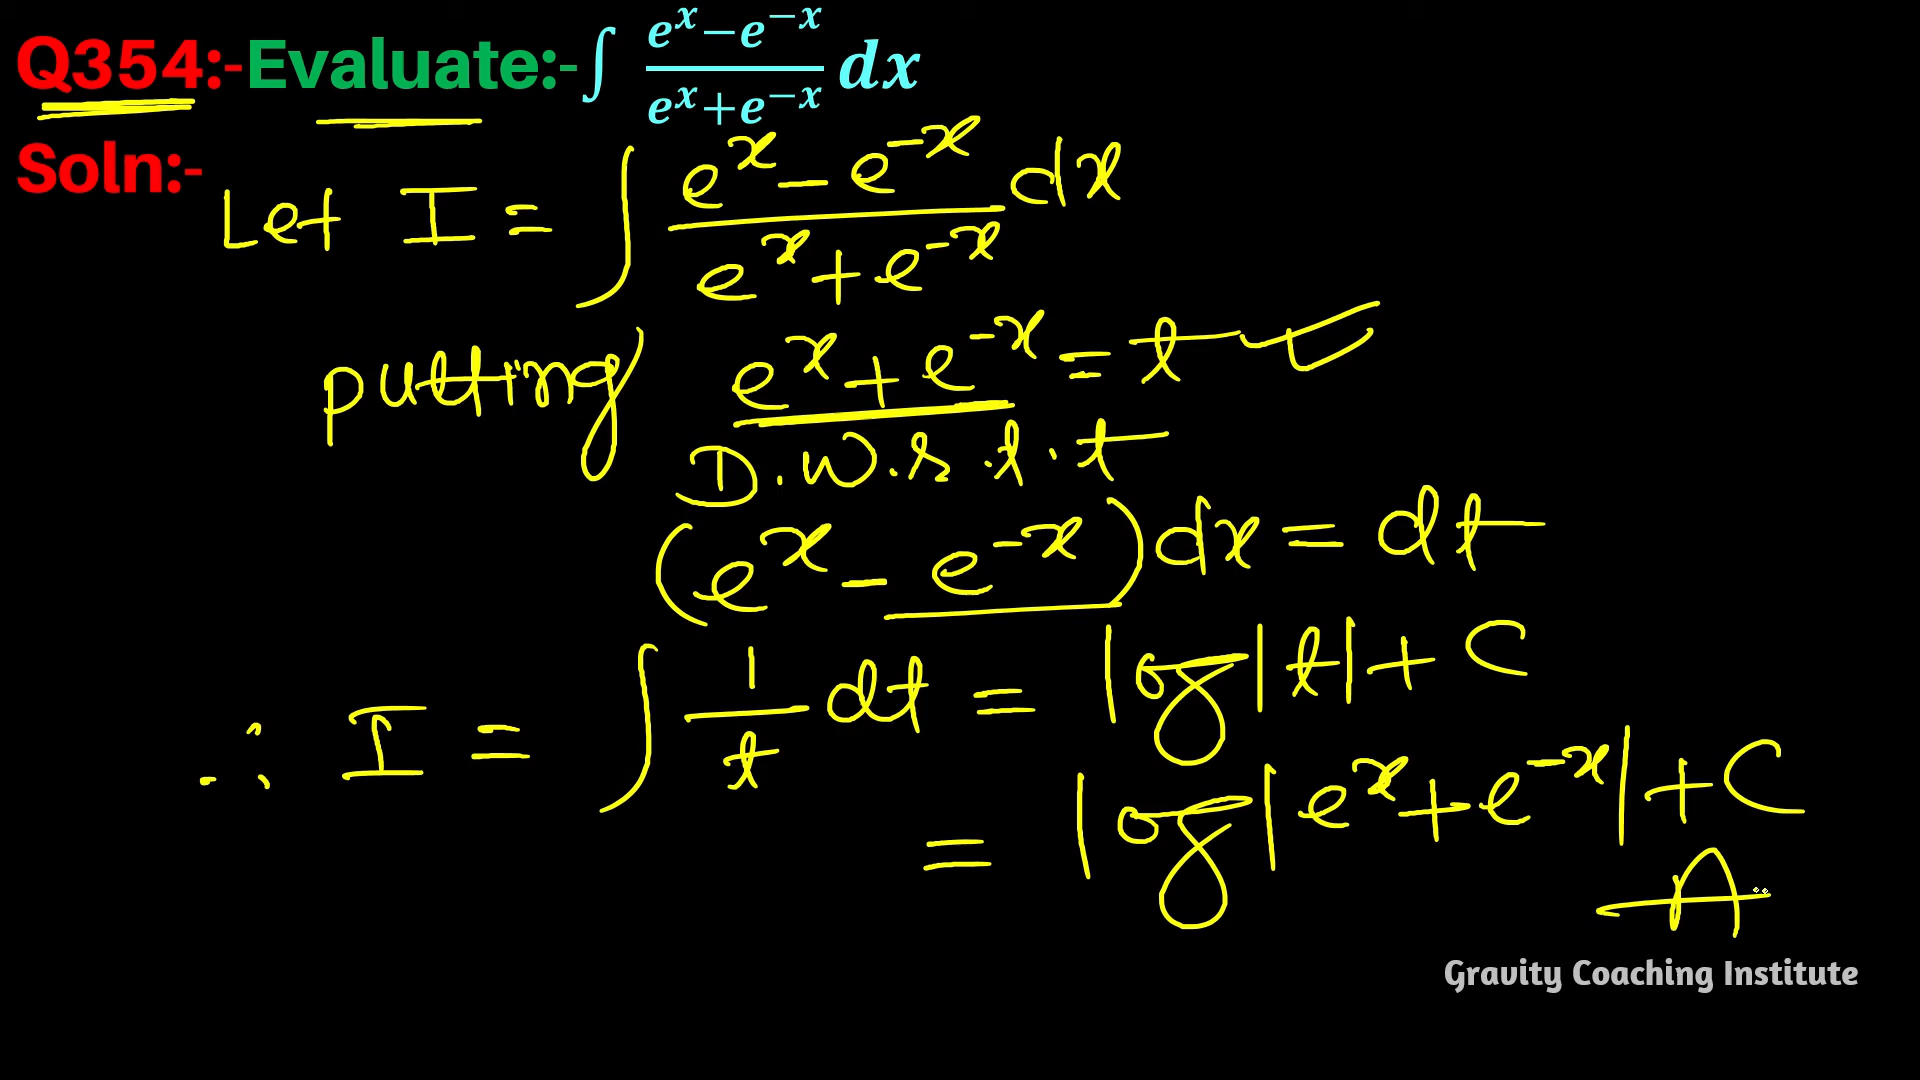 Q354:-Evaluate:-∫ (e^x−e^−x)/(e^x+e^−x) dx
Soln:-
Let I = ∫ (e^x − e^−x)/(e^x + e^−x) dx
putting e^x + e^−x = t
D.w.r.t.t
(e^x − e^−x)dx = dt
∴ I = ∫ 1/t dt = log|t| + C
= log|e^x + e^−x| + C
A
Gravity Coaching Institute